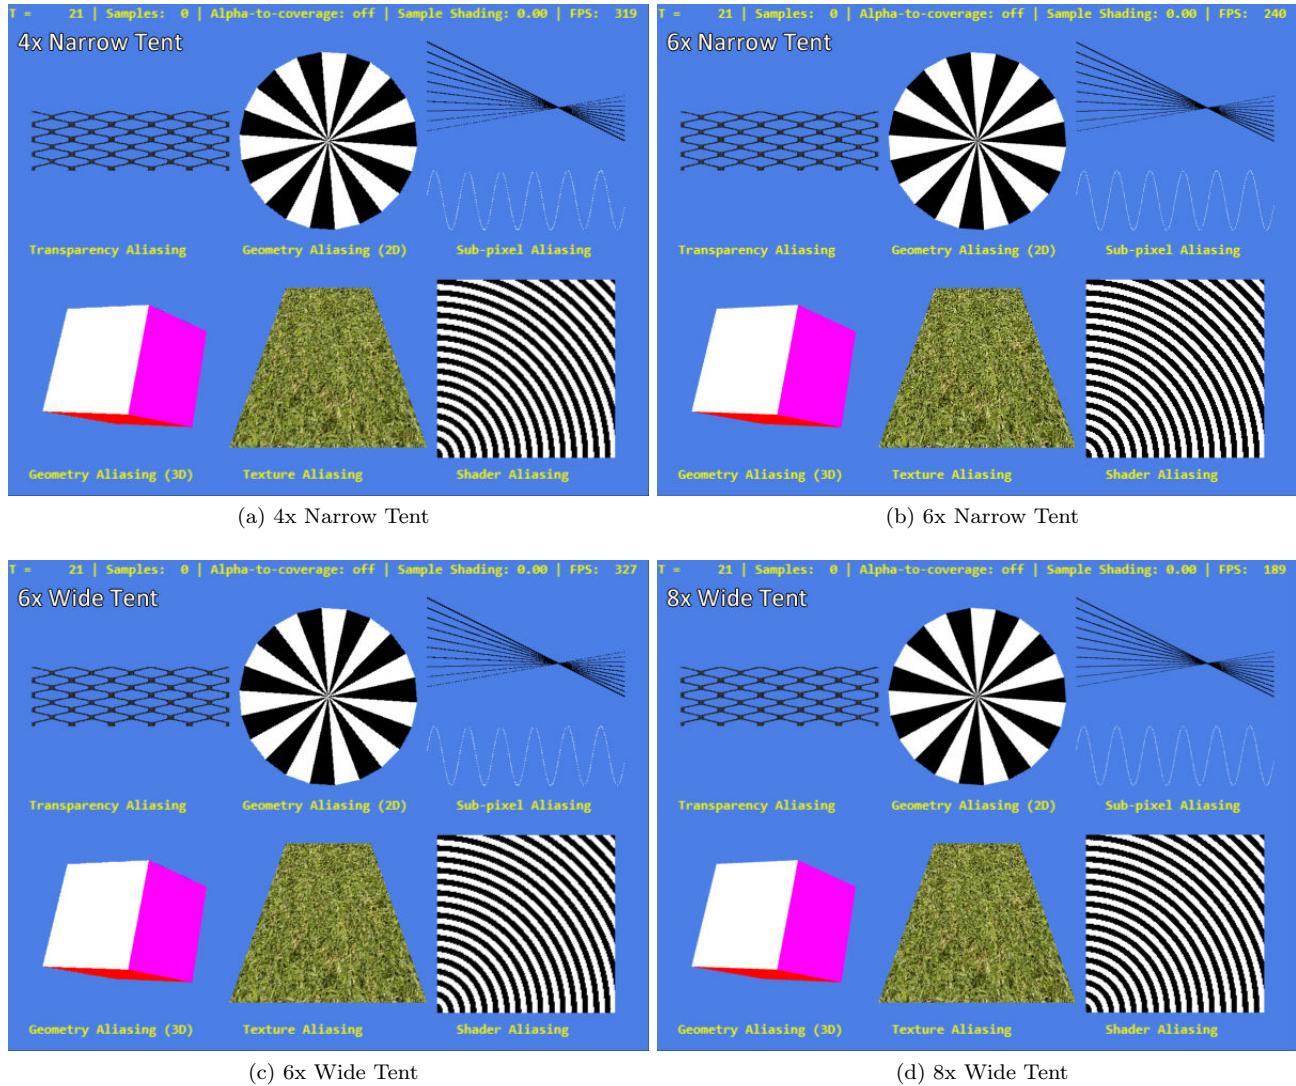 T =     21 | Samples:  0 | Alpha-to-coverage: off | Sample Shading: 0.00 | FPS:  319
4x Narrow Tent
Transparency Aliasing
Geometry Aliasing (2D)
Sub-pixel Aliasing
Geometry Aliasing (3D)
Texture Aliasing
Shader Aliasing
(a) 4x Narrow Tent
T =     21 | Samples:  0 | Alpha-to-coverage: off | Sample Shading: 0.00 | FPS:  240
6x Narrow Tent
Transparency Aliasing
Geometry Aliasing (2D)
Sub-pixel Aliasing
Geometry Aliasing (3D)
Texture Aliasing
Shader Aliasing
(b) 6x Narrow Tent
T =     21 | Samples:  0 | Alpha-to-coverage: off | Sample Shading: 0.00 | FPS:  327
6x Wide Tent
Transparency Aliasing
Geometry Aliasing (2D)
Sub-pixel Aliasing
Geometry Aliasing (3D)
Texture Aliasing
Shader Aliasing
(c) 6x Wide Tent
T =     21 | Samples:  0 | Alpha-to-coverage: off | Sample Shading: 0.00 | FPS:  189
8x Wide Tent
Transparency Aliasing
Geometry Aliasing (2D)
Sub-pixel Aliasing
Geometry Aliasing (3D)
Texture Aliasing
Shader Aliasing
(d) 8x Wide Tent